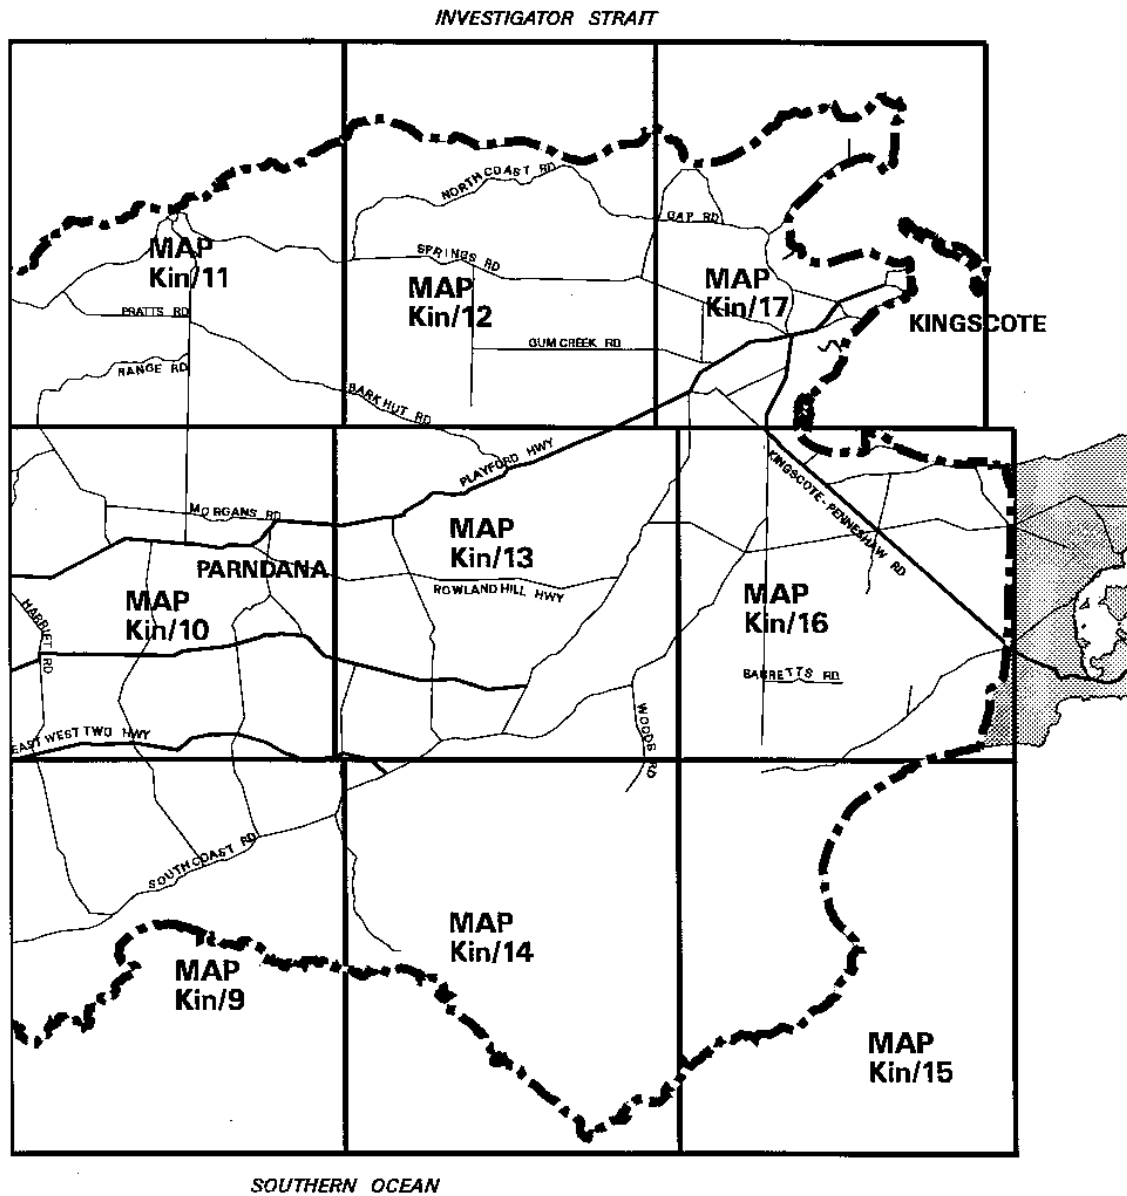 INVESTIGATOR STRAIT
NORTH COAST RD
GAP RD
MAP
Kin/11
SPRINGS RD
MAP
Kin/12
MAP
Kin/17
PRATTS RD
KINGSCOTE
GUM CREEK RD
RANGE RD
BARK HUT RD
PLAYFORD HWY
KINGSCOTE - PENNESHAW RD
MORGANS RD
MAP
Kin/13
PARNDANA
ROWLAND HILL HWY
MAP
Kin/10
MAP
Kin/16
HARRIET RD
BARRETTS RD
WOODS RD
EAST WEST TWO HWY
SOUTH COAST RD
MAP
Kin/14
MAP
Kin/9
MAP
Kin/15
SOUTHERN OCEAN